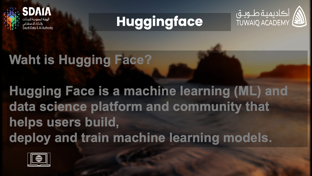 SDAIA
Huggingface
أكاديمية طويق
TUWAIQ ACADEMY
Waht is Hugging Face?
Hugging Face is a machine learning (ML) and
data science platform and community that
helps users build,
deploy and train machine learning models.